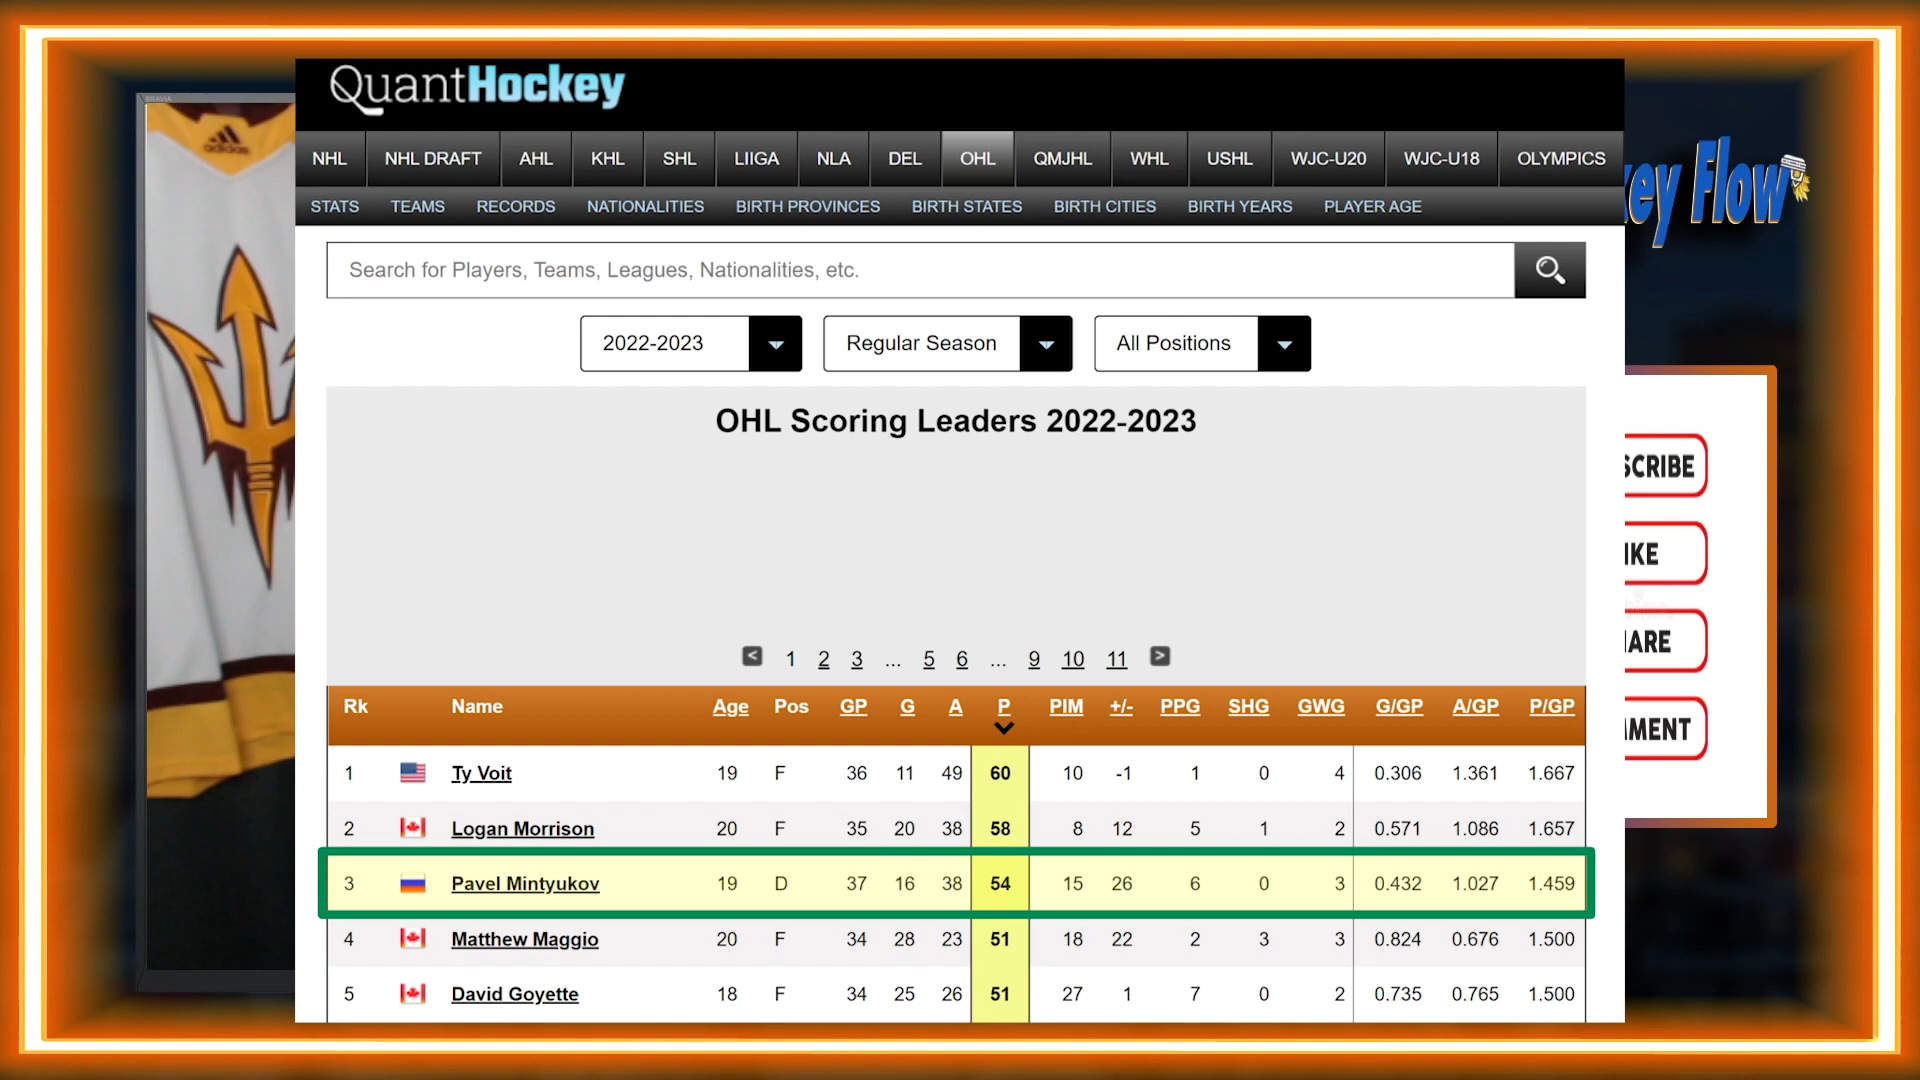 BRAVIA
adidas
QuantHockey
NHL NHL DRAFT AHL KHL SHL LIIGA NLA DEL OHL QMJHL WHL USHL WJC-U20 WJC-U18 OLYMPICS
STATS TEAMS RECORDS NATIONALITIES BIRTH PROVINCES BIRTH STATES BIRTH CITIES BIRTH YEARS PLAYER AGE
key Flow
Search for Players, Teams, Leagues, Nationalities, etc.
2022-2023 Regular Season All Positions
OHL Scoring Leaders 2022-2023
SCRIBE
IKE
ARE
MENT
< 1 2 3 ... 5 6 ... 9 10 11 >
Rk Name Age Pos GP G A P PIM +/- PPG SHG GWG G/GP A/GP P/GP
1 Ty Voit 19 F 36 11 49 60 10 -1 1 0 4 0.306 1.361 1.667
2 Logan Morrison 20 F 35 20 38 58 8 12 5 1 2 0.571 1.086 1.657
3 Pavel Mintyukov 19 D 37 16 38 54 15 26 6 0 3 0.432 1.027 1.459
4 Matthew Maggio 20 F 34 28 23 51 18 22 2 3 3 0.824 0.676 1.500
5 David Goyette 18 F 34 25 26 51 27 1 7 0 2 0.735 0.765 1.500